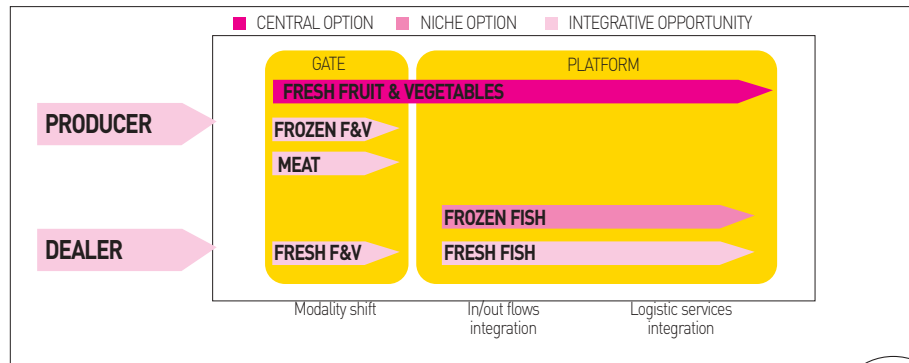 CENTRAL OPTION NICHE OPTION INTEGRATIVE OPPORTUNITY
GATE PLATFORM
FRESH FRUIT & VEGETABLES
PRODUCER
FROZEN F&V
MEAT
FROZEN FISH
DEALER
FRESH F&V FRESH FISH
Modality shift
In/out flows
integration
Logistic services
integration